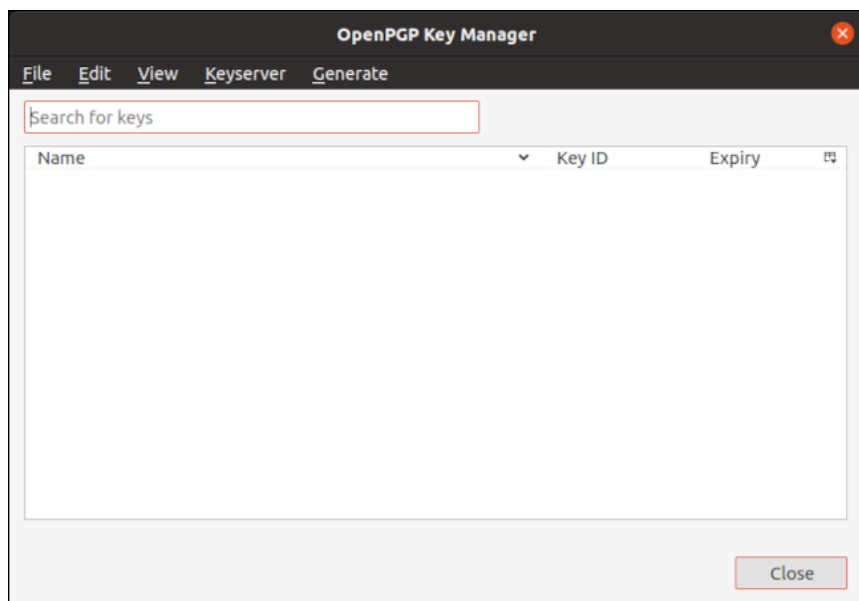 OpenPGP Key Manager
File Edit View Keyserver Generate
Search for keys
Name Key ID Expiry
Close